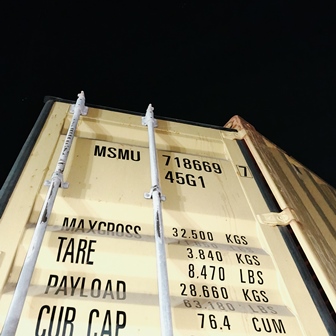 MSMU 718669 7
45G1
MAXGROSS 32.500 KGS
TARE 3.840 KGS
8.470 LBS
PAYLOAD 28.660 KGS
63.180 LBS
CUB CAP 76.4 CUM